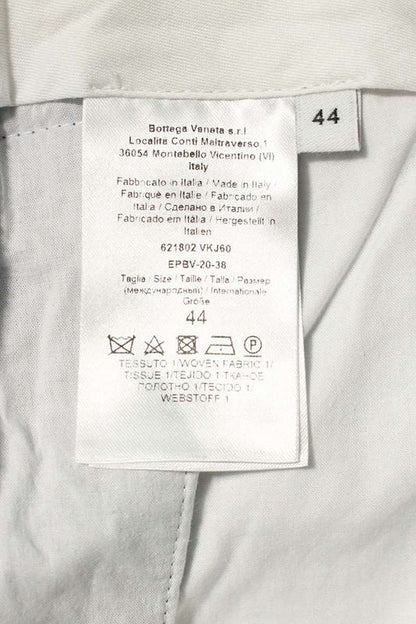 Bottega Veneta s.r.l
Localita Conti Maltraverso,1
36054 Montebello Vicentino (VI)
Italy
Fabbricato in Italia / Made in Italy /
Fabriqué en Italie / Fabricado en
Italia / Сделано в Италии /
Fabricado em Itália / Hergestellt in
Italien
621802 VKJ60
EPBV-20-38
Taglia / Size / Taille / Talla / Размер
(международный) / Internationale
Größe
44
P
TESSUTO 1/WOVEN FABRIC 1/
TISSUE 1/TEJIDO 1 ТКАНОЕ
ПОЛОТНО 1/TECIDO 1/
WEBSTOFF 1
44